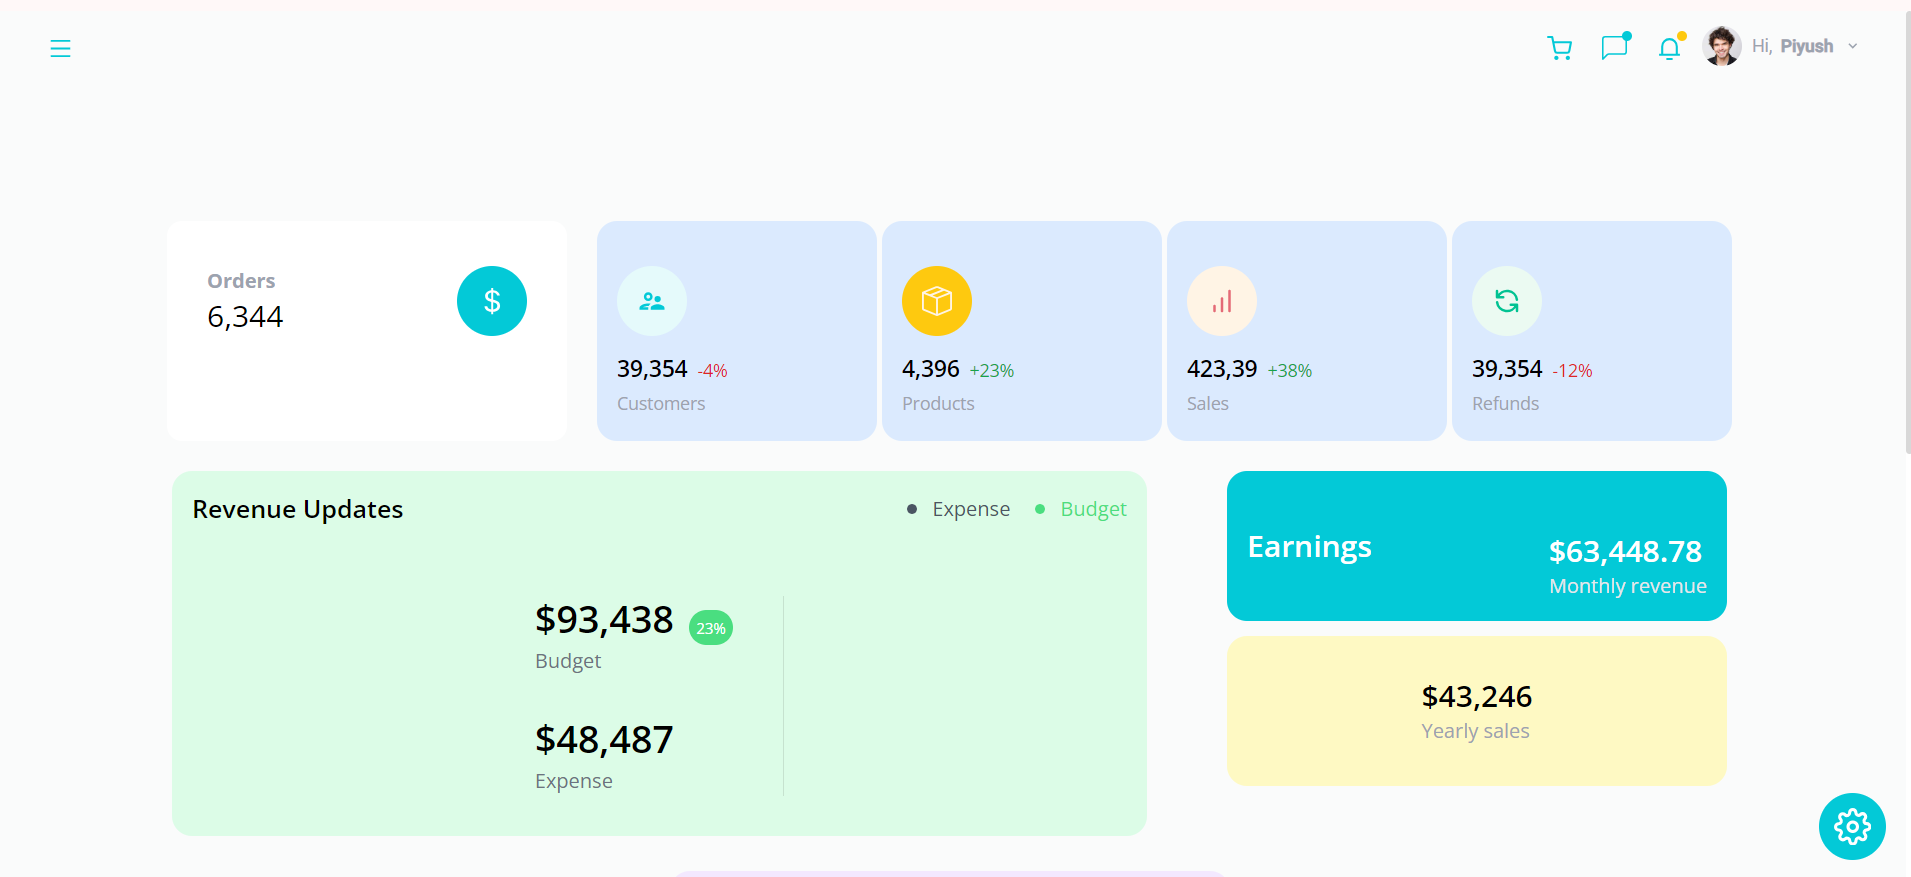 Hi, Piyush
Orders
6,344
$
39,354 -4%
Customers
4,396 +23%
Products
423,39 +38%
Sales
39,354 -12%
Refunds
Revenue Updates
Expense
Budget
$93,438 23%
Budget
$48,487
Expense
Earnings
$63,448.78
Monthly revenue
$43,246
Yearly sales